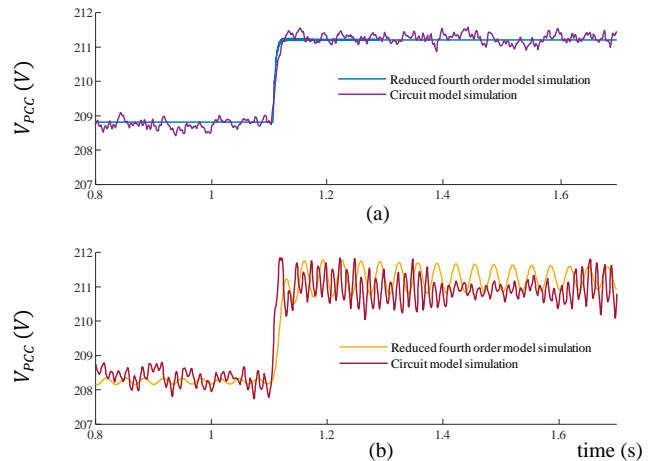 212
211
210
209
208
207
V_PCC (V)
Reduced fourth order model simulation
Circuit model simulation
0.8 1 1.2 1.4 1.6
(a)
212
211
210
209
208
207
V_PCC (V)
Reduced fourth order model simulation
Circuit model simulation
0.8 1 1.2 1.4 1.6
(b) time (s)